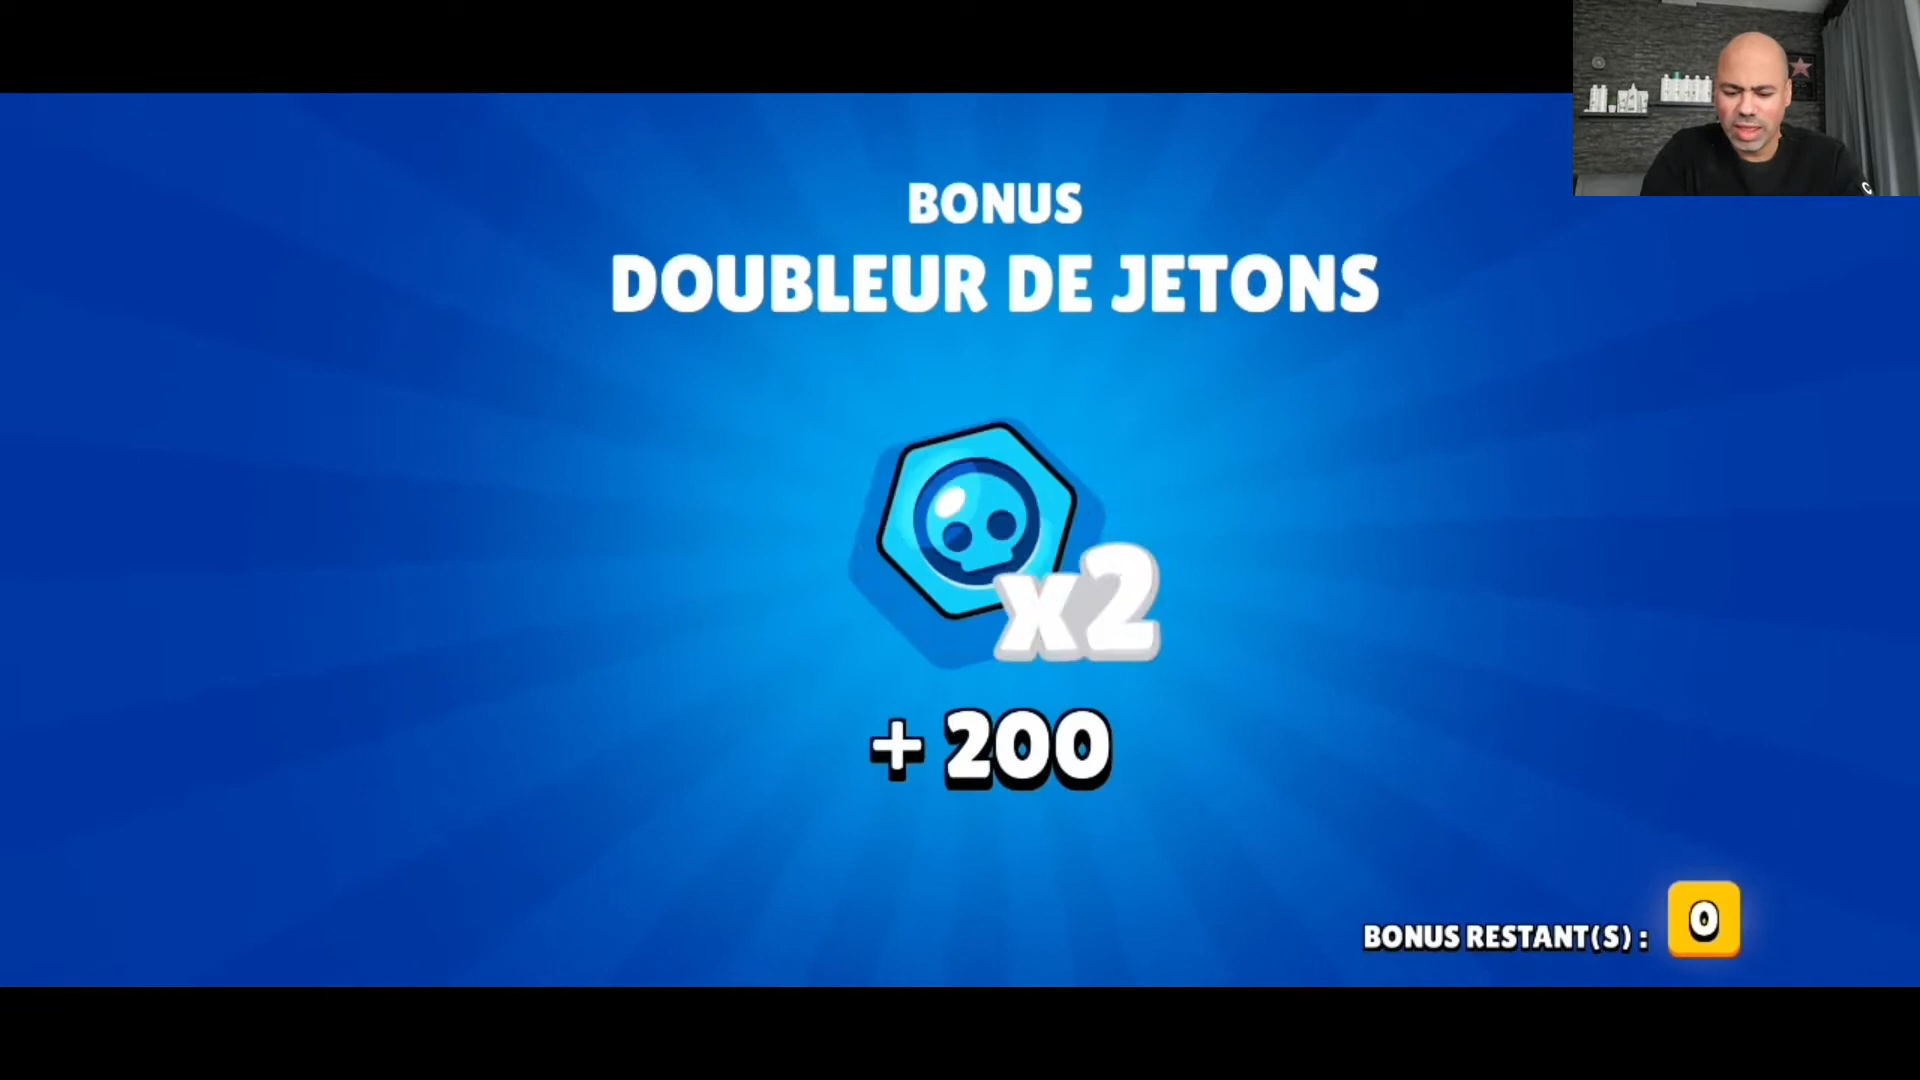 BONUS
DOUBLEUR DE JETONS
x2
+ 200
BONUS RESTANT(S) : 0